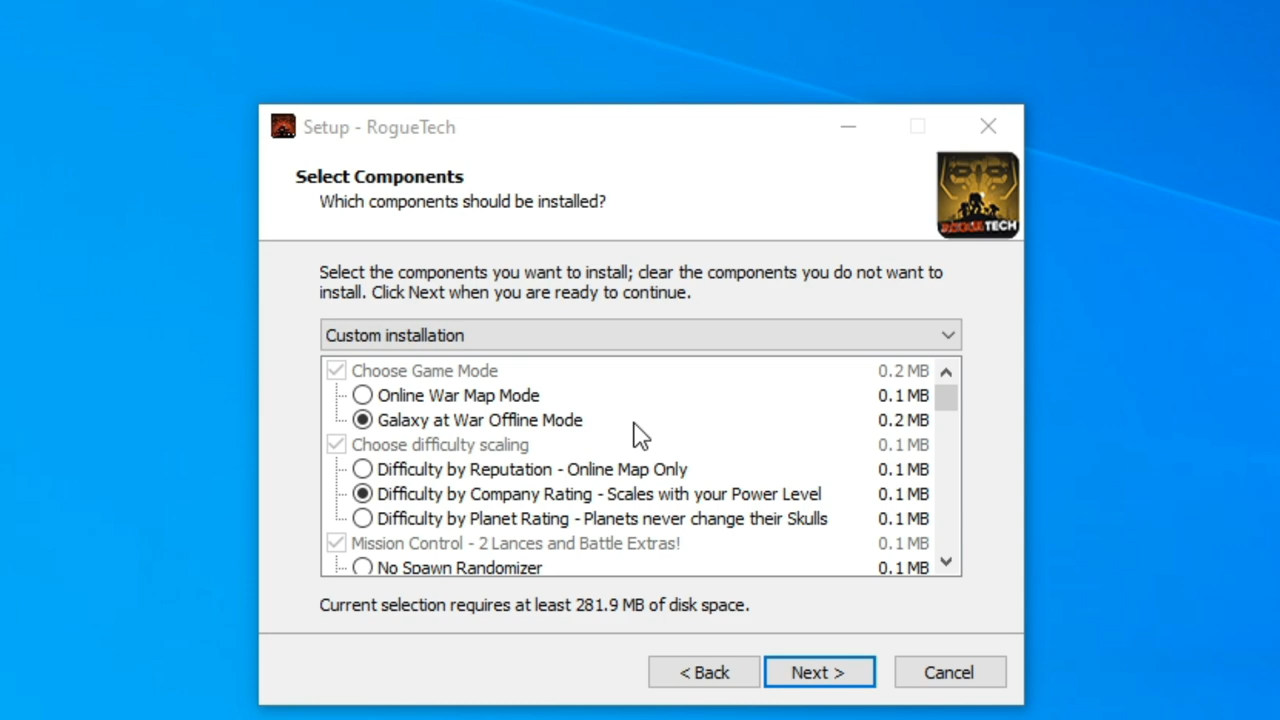 Setup - RogueTech
Select Components
Which components should be installed?
ROGUETECH
Select the components you want to install; clear the components you do not want to
install. Click Next when you are ready to continue.
Custom installation
Choose Game Mode 0.2 MB
Online War Map Mode 0.1 MB
Galaxy at War Offline Mode 0.2 MB
Choose difficulty scaling 0.1 MB
Difficulty by Reputation - Online Map Only 0.1 MB
Difficulty by Company Rating - Scales with your Power Level 0.1 MB
Difficulty by Planet Rating - Planets never change their Skulls 0.1 MB
Mission Control - 2 Lances and Battle Extras! 0.1 MB
No Spawn Randomizer 0.1 MB
Current selection requires at least 281.9 MB of disk space.
< Back Next > Cancel